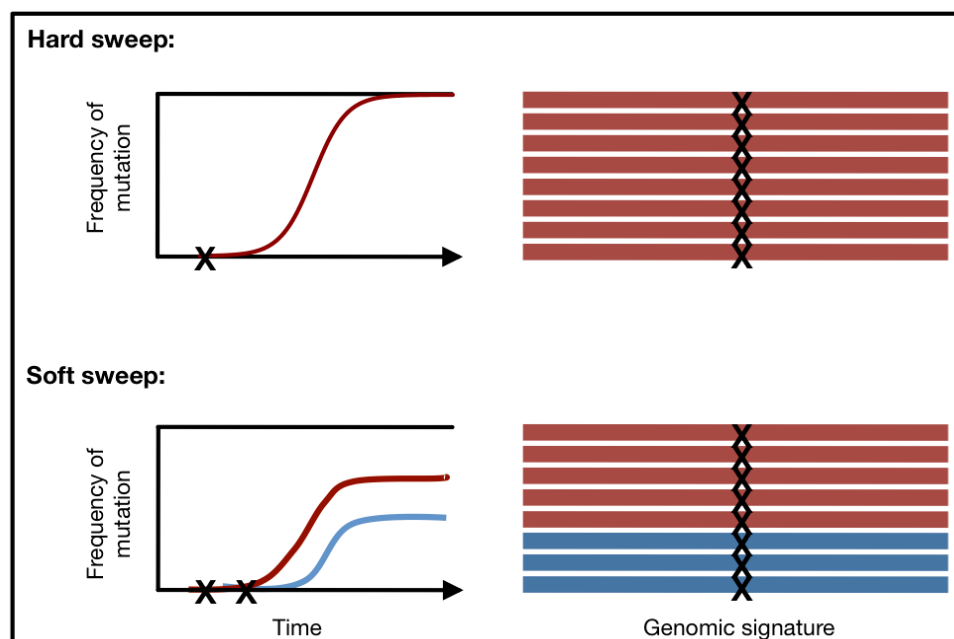 Hard sweep:
Frequency of
mutation
X
X
X
X
X
X
X
X
X
Soft sweep:
Frequency of
mutation
X X
X
X
X
X
X
X
X
X
Time
Genomic signature